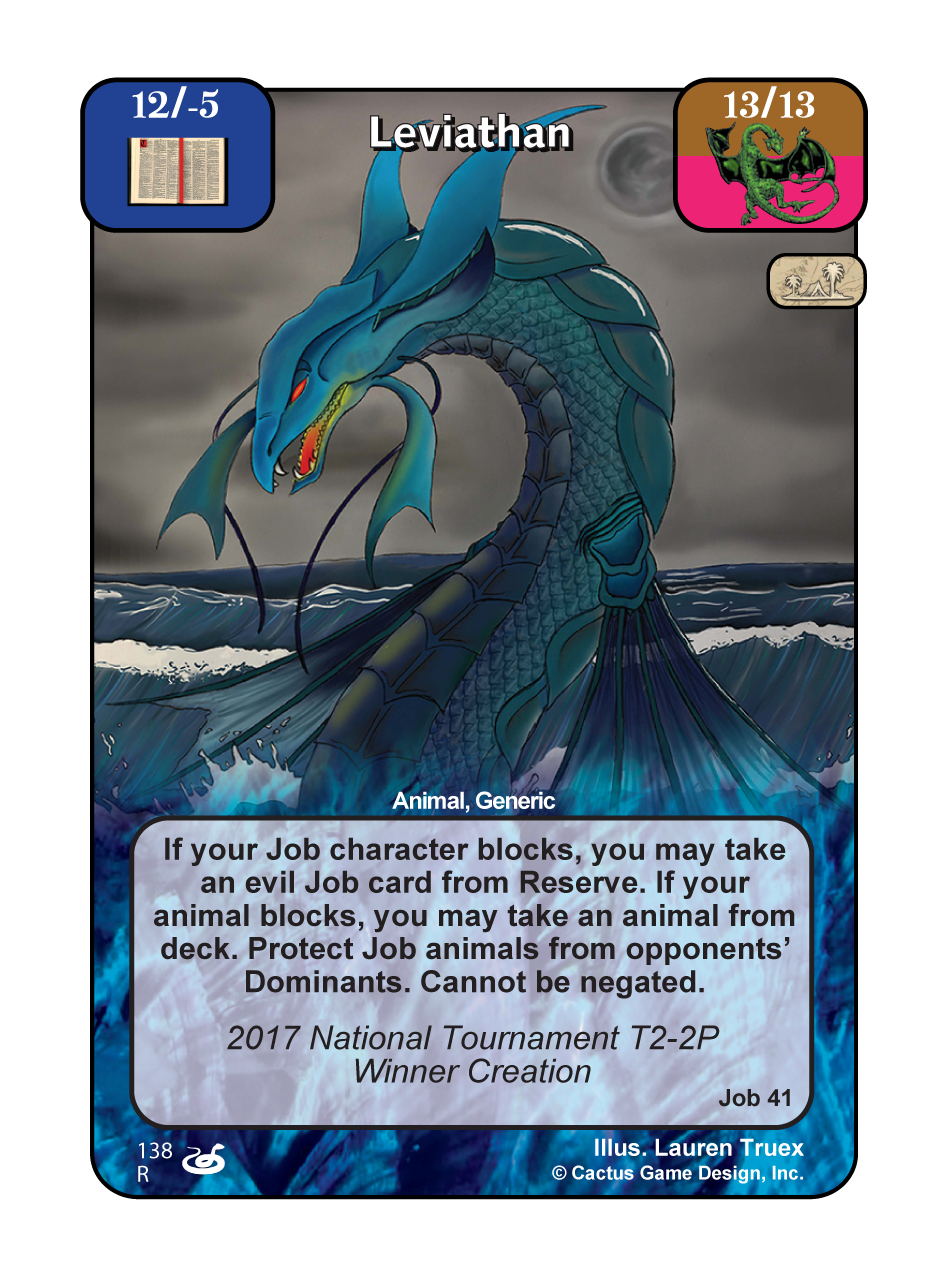 12/-5
Leviathan
13/13
Animal, Generic
If your Job character blocks, you may take
an evil Job card from Reserve. If your
animal blocks, you may take an animal from
deck. Protect Job animals from opponents’
Dominants. Cannot be negated.
2017 National Tournament T2-2P
Winner Creation
Job 41
138
R
Illus. Lauren Truex
© Cactus Game Design, Inc.